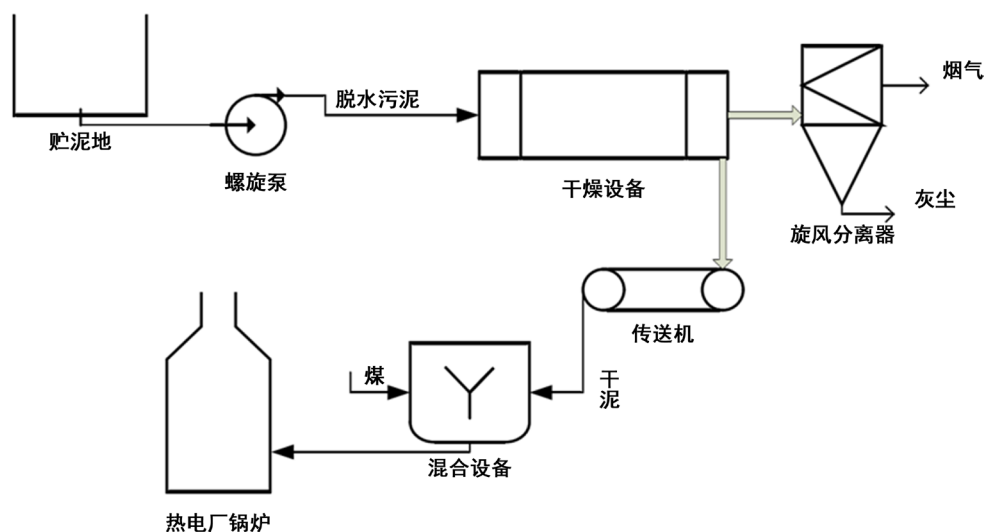 贮泥地
螺旋泵
脱水污泥
干燥设备
烟气
灰尘
旋风分离器
传送机
煤
干
泥
混合设备
热电厂锅炉